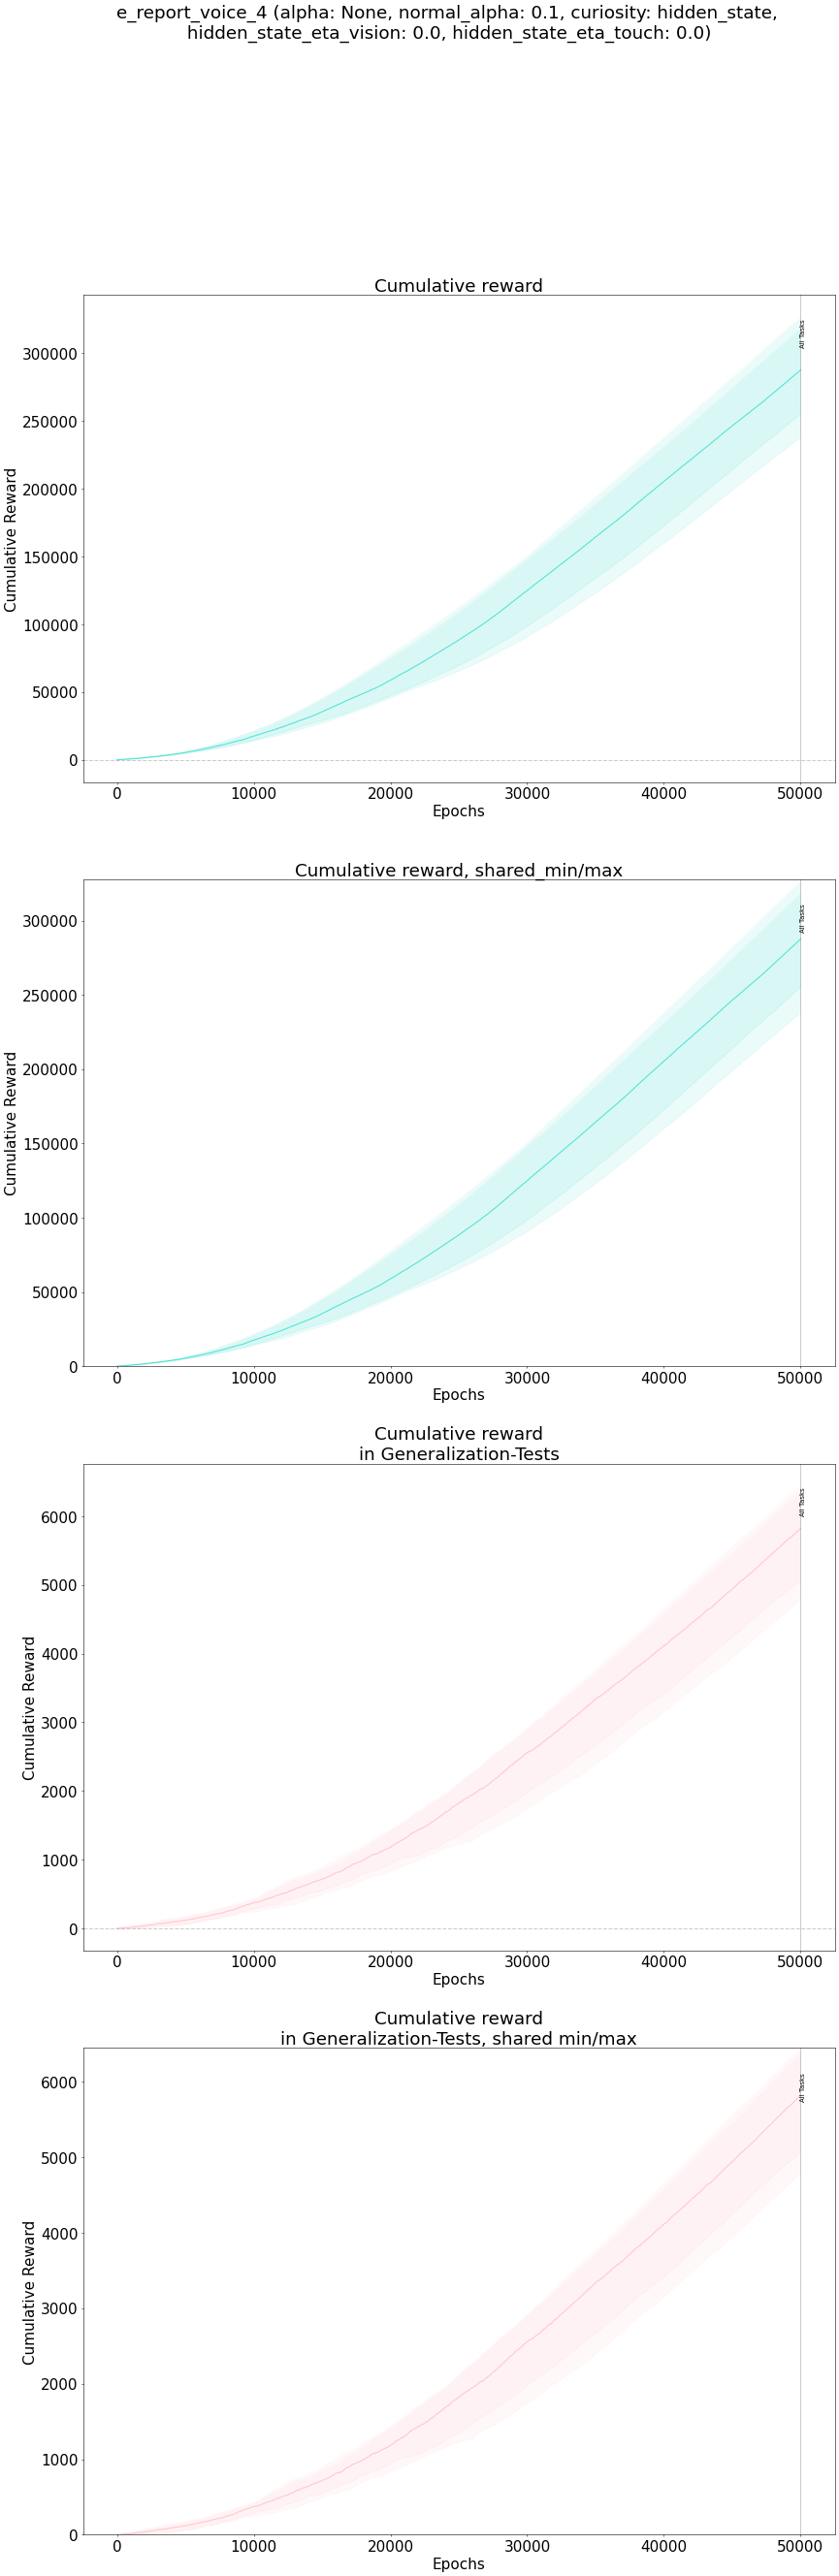 e_report_voice_4 (alpha: None, normal_alpha: 0.1, curiosity: hidden_state,
hidden_state_eta_vision: 0.0, hidden_state_eta_touch: 0.0)
Cumulative reward
All Tasks
300000
250000
200000
150000
100000
50000
0
Cumulative Reward
0 10000 20000 30000 40000 50000
Epochs
Cumulative reward, shared_min/max
All Tasks
300000
250000
200000
150000
100000
50000
0
Cumulative Reward
0 10000 20000 30000 40000 50000
Epochs
Cumulative reward
in Generalization-Tests
All Tasks
6000
5000
4000
3000
2000
1000
0
Cumulative Reward
0 10000 20000 30000 40000 50000
Epochs
Cumulative reward
in Generalization-Tests, shared min/max
All Tasks
6000
5000
4000
3000
2000
1000
0
Cumulative Reward
0 10000 20000 30000 40000 50000
Epochs